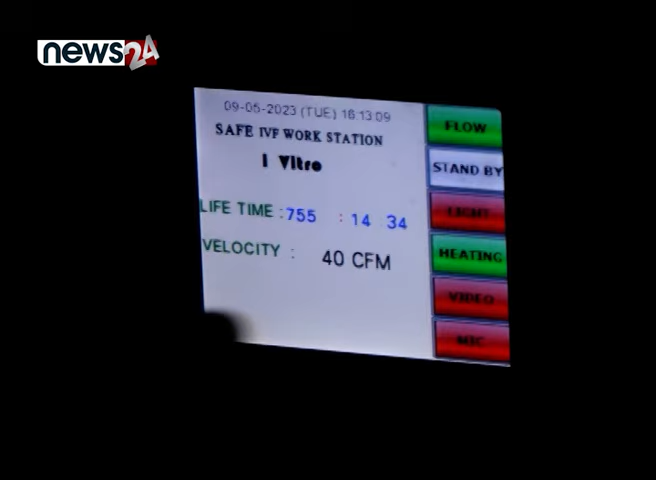 news24
09-05-2023 (TUE) 16:13:09
SAFE IVF WORK STATION
I Vitro
LIFE TIME : 755 : 14 34
VELOCITY : 40 CFM
FLOW
STAND BY
LIGHT
HEATING
VIDEO
MIC